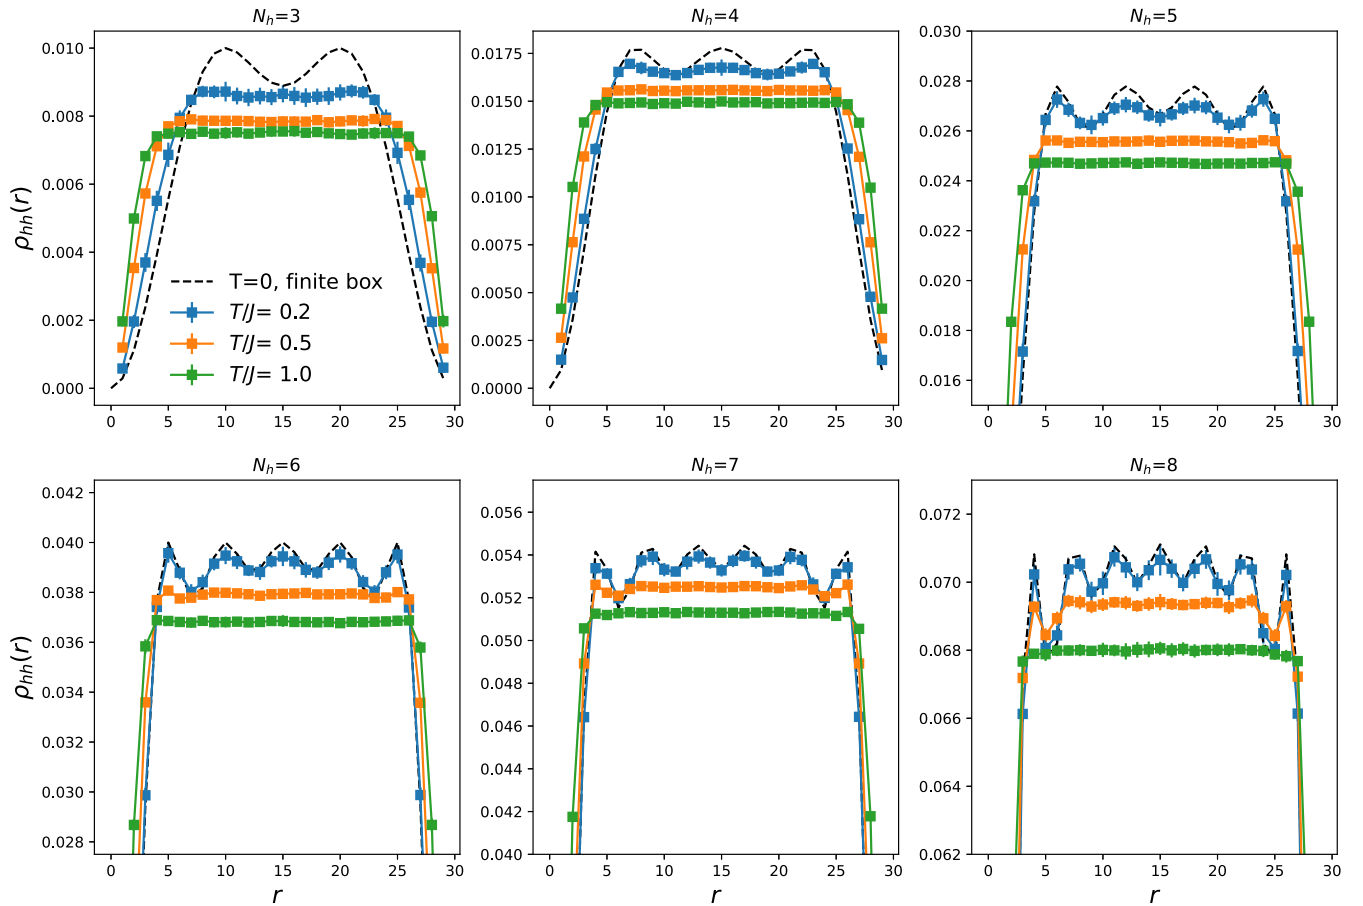 N_h=3
0.010
0.008
0.006
0.004
0.002
0.000
ρ_hh(r)
T=0, finite box
T/J= 0.2
T/J= 0.5
T/J= 1.0
0 5 10 15 20 25 30
N_h=4
0.0175
0.0150
0.0125
0.0100
0.0075
0.0050
0.0025
0.0000
0 5 10 15 20 25 30
N_h=5
0.030
0.028
0.026
0.024
0.022
0.020
0.018
0.016
0 5 10 15 20 25 30
N_h=6
0.042
0.040
0.038
0.036
0.034
0.032
0.030
0.028
ρ_hh(r)
0 5 10 15 20 25 30
r
N_h=7
0.056
0.054
0.052
0.050
0.048
0.046
0.044
0.042
0.040
0 5 10 15 20 25 30
r
N_h=8
0.072
0.070
0.068
0.066
0.064
0.062
0 5 10 15 20 25 30
r